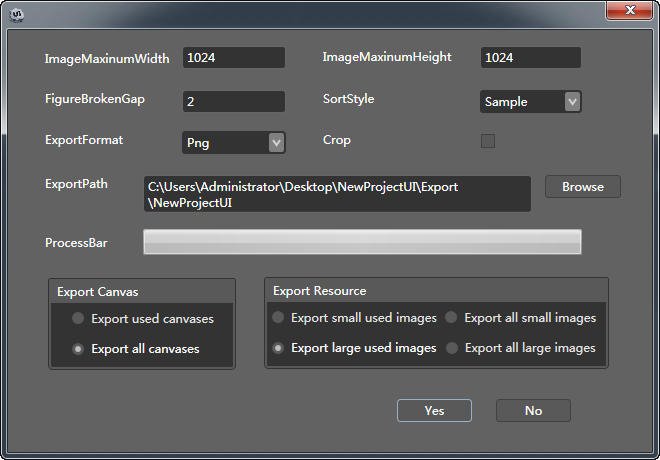 Ui
ImageMaxinumWidth 1024 ImageMaxinumHeight 1024
FigureBrokenGap 2 SortStyle Sample
ExportFormat Png Crop
ExportPath C:\Users\Administrator\Desktop\NewProjectUI\Export
\NewProjectUI Browse
ProcessBar
Export Canvas Export Resource
Export used canvases Export small used images Export all small images
Export all canvases Export large used images Export all large images
Yes No